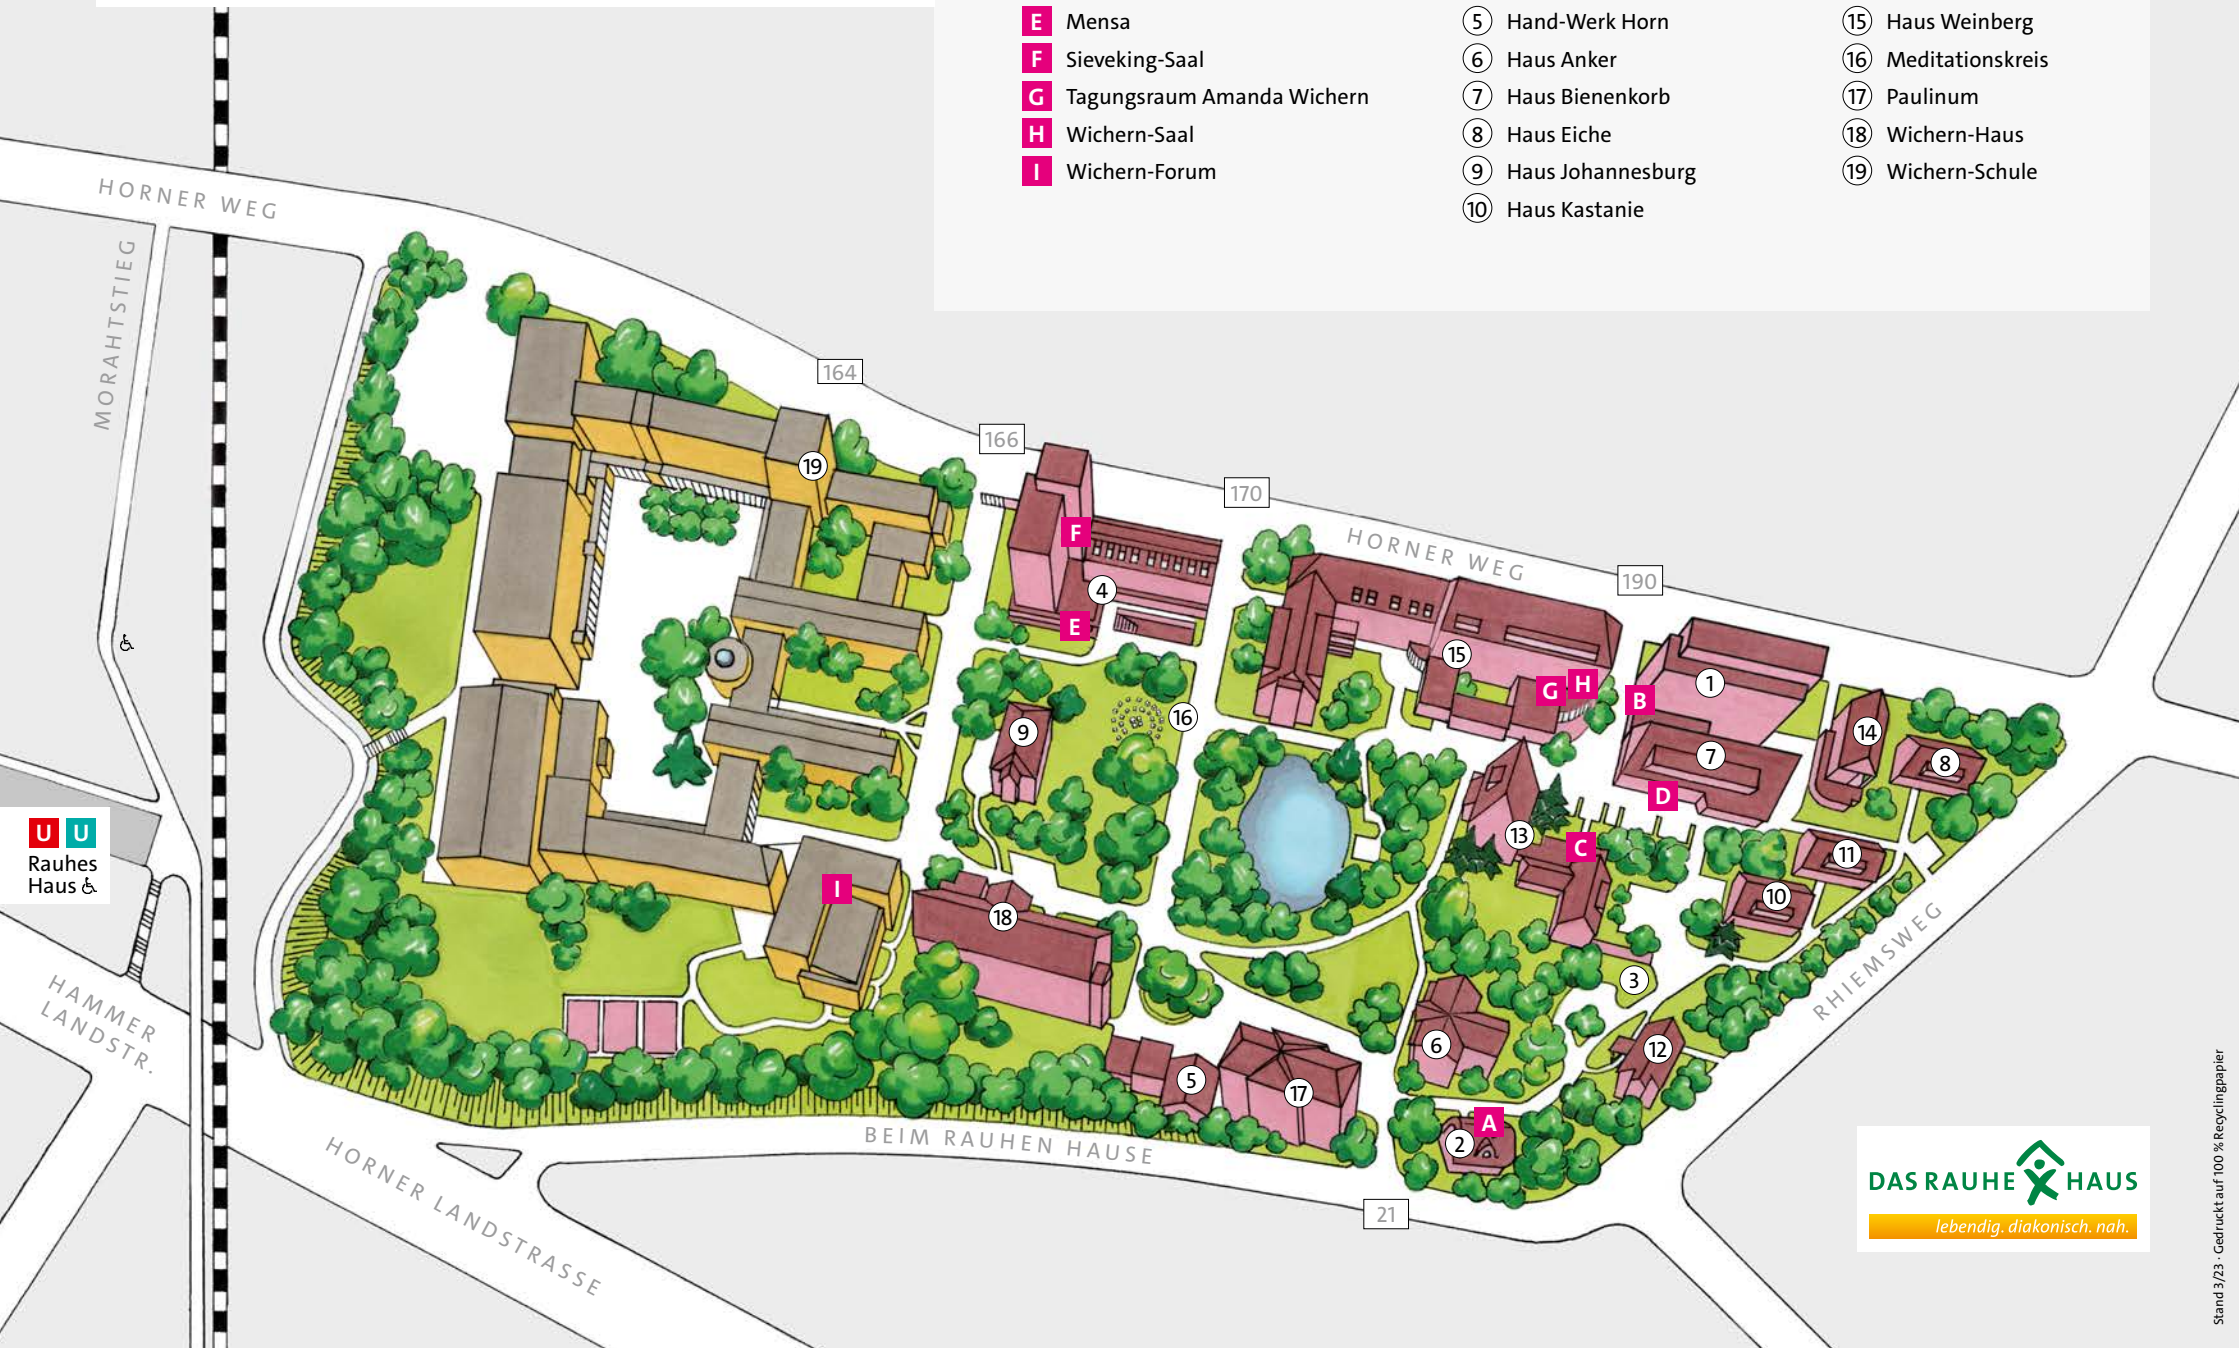 E Mensa
F Sieveking-Saal
G Tagungsraum Amanda Wichern
H Wichern-Saal
I Wichern-Forum
5 Hand-Werk Horn
6 Haus Anker
7 Haus Bienenkorb
8 Haus Eiche
9 Haus Johannesburg
10 Haus Kastanie
15 Haus Weinberg
16 Meditationskreis
17 Paulinum
18 Wichern-Haus
19 Wichern-Schule
HORNER WEG
MORAHTSTIEG
164
166
170
HORNER WEG
190
19
F
4
E
15
G
H
B
1
14
8
7
D
9
16
13
C
11
10
I
18
3
6
12
5
17
2
A
U U
Rauhes
Haus
HAMMER
LANDSTR.
HORNER LANDSTRASSE
BEIM RAUHEN HAUSE
21
RHIEMSWEG
DAS RAUHE HAUS
lebendig. diakonisch. nah.
Stand 3/23 · Gedruckt auf 100 % Recyclingpapier